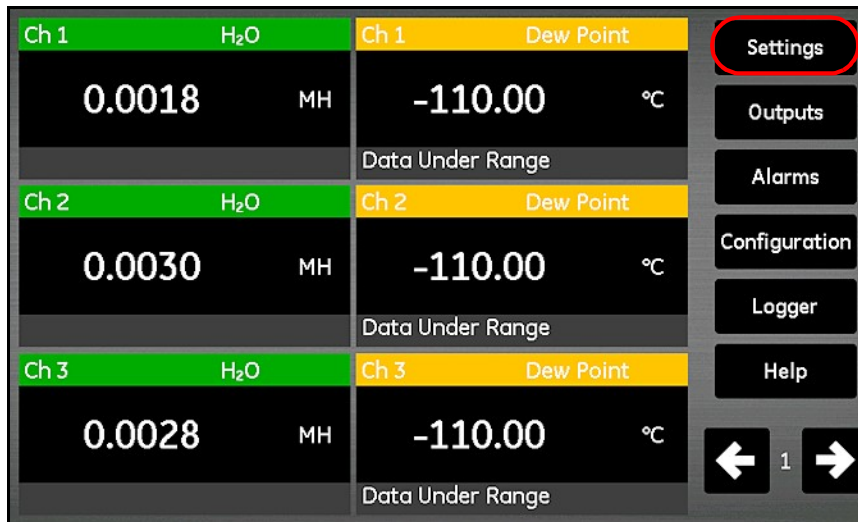 Ch 1 H₂O
0.0018 MH
Ch 1 Dew Point
-110.00 °C
Data Under Range
Ch 2 H₂O
0.0030 MH
Ch 2 Dew Point
-110.00 °C
Data Under Range
Ch 3 H₂O
0.0028 MH
Ch 3 Dew Point
-110.00 °C
Data Under Range
Settings
Outputs
Alarms
Configuration
Logger
Help
1